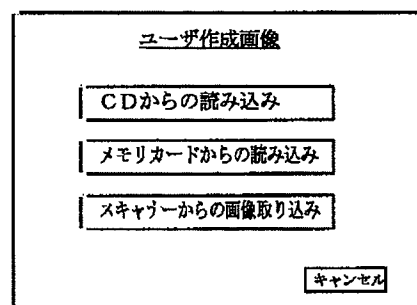 ユーザ作成画像
CDからの読み込み
メモリカードからの読み込み
スキャナーからの画像取り込み
キャンセル